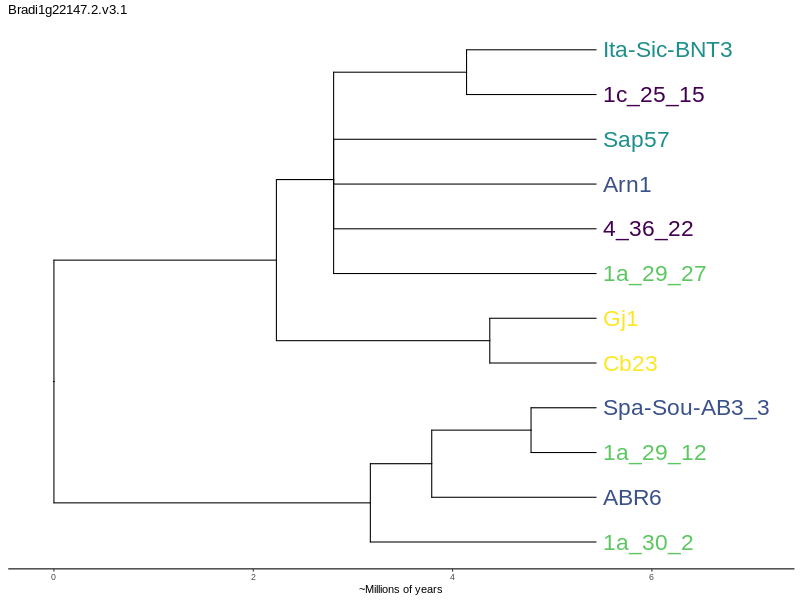 Bradi1g22147.2.v3.1
Ita-Sic-BNT3
1c_25_15
Sap57
Arn1
4_36_22
1a_29_27
Gj1
Cb23
Spa-Sou-AB3_3
1a_29_12
ABR6
1a_30_2
0 2 4 6
~Millions of years